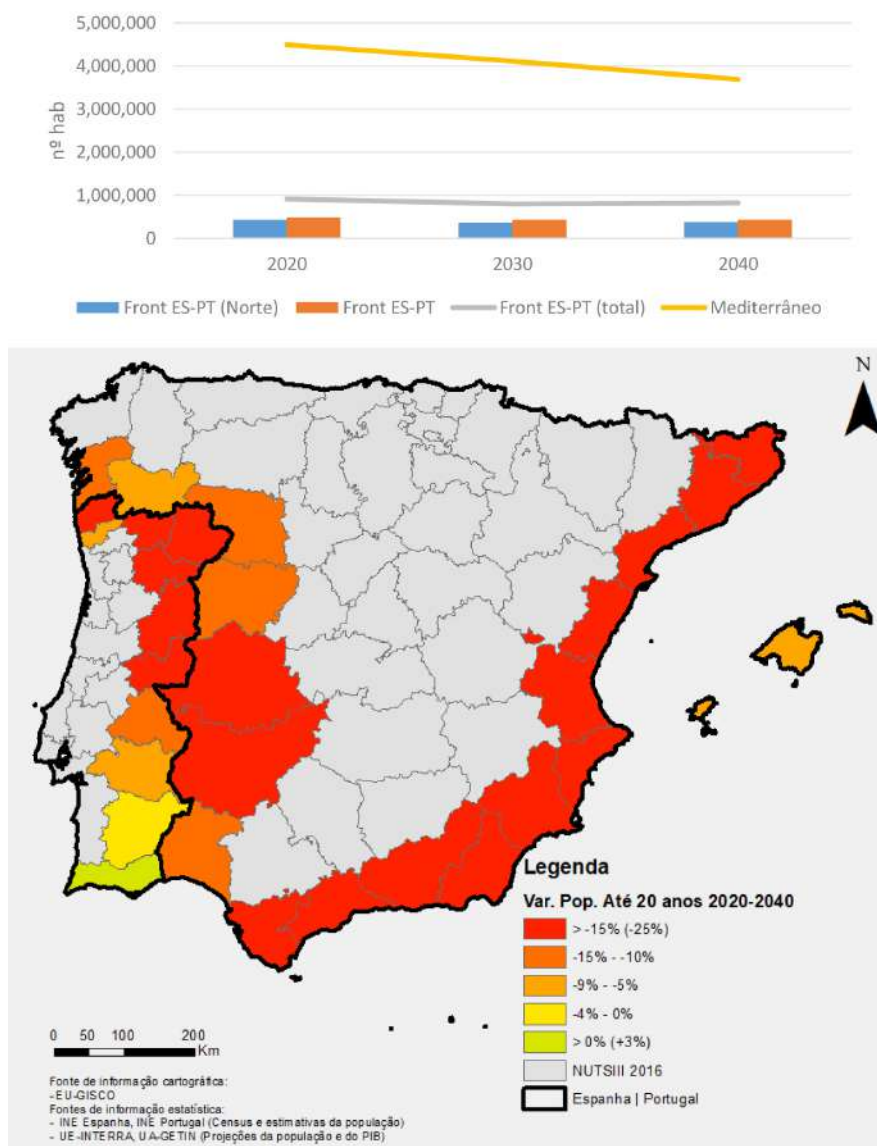 5,000,000
4,000,000
3,000,000
2,000,000
1,000,000
0
nº hab
2020 2030 2040
Front ES-PT (Norte) Front ES-PT Front ES-PT (total) Mediterrâneo
N
Legenda
Var. Pop. Até 20 anos 2020-2040
> -15% (-25%)
-15% - -10%
-9% - -5%
-4% - 0%
> 0% (+3%)
NUTSIII 2016
Espanha | Portugal
0 50 100 200
Km
Fonte de informação cartográfica:
-EU-GISCO
Fontes de informação estatística:
- INE Espanha, INE Portugal (Census e estimativas da população)
- UE-INTERRA, UA-GETIN (Projeções da população e do PIB)